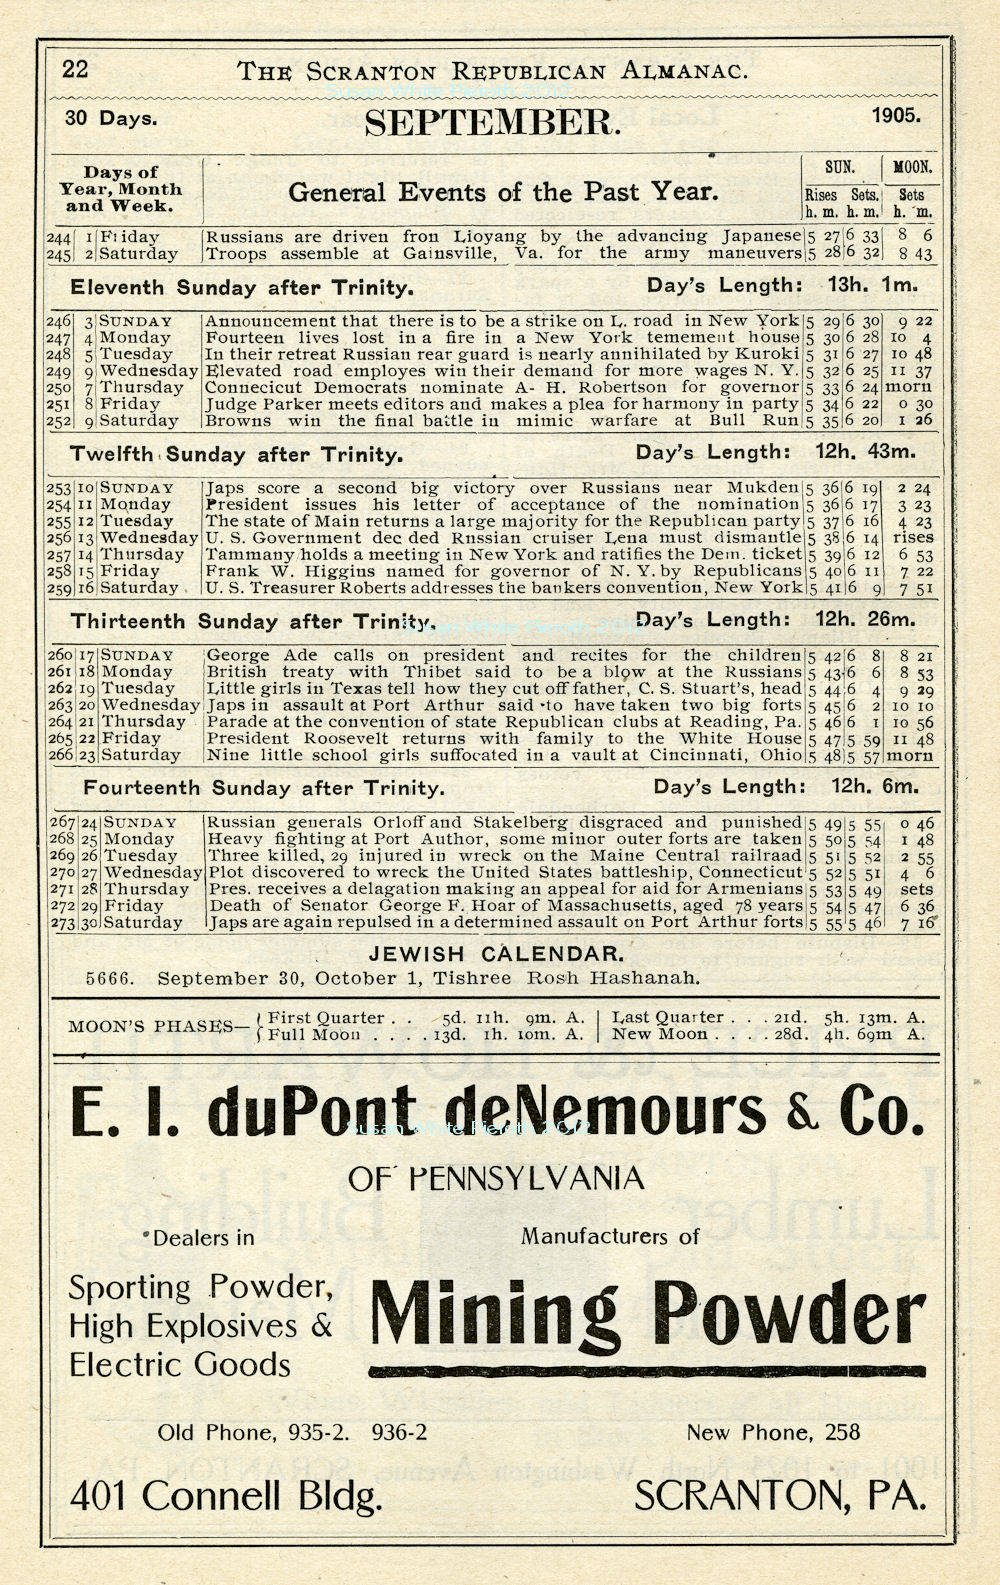 22 THE SCRANTON REPUBLICAN ALMANAC.
Susan White Pieroth 2012
30 Days. SEPTEMBER. 1905.
Days of Year, Month and Week. General Events of the Past Year. SUN. MOON.
Rises Sets. Sets
h. m. h. m. h. m.
244 1 Friday Russians are driven fron Lioyang by the advancing Japanese 5 27 6 33 8 6
245 2 Saturday Troops assemble at Gainsville, Va. for the army maneuvers 5 28 6 32 8 43
Eleventh Sunday after Trinity. Day's Length: 13h. 1m.
246 3 SUNDAY Announcement that there is to be a strike on L. road in New York 5 29 6 30 9 22
247 4 Monday Fourteen lives lost in a fire in a New York temement house 5 30 6 28 10 4
248 5 Tuesday In their retreat Russian rear guard is nearly annihilated by Kuroki 5 31 6 27 10 48
249 9 Wednesday Elevated road employes win their demand for more wages N. Y. 5 32 6 25 11 37
250 7 Thursday Connecicut Democrats nominate A- H. Robertson for governor 5 33 6 24 morn
251 8 Friday Judge Parker meets editors and makes a plea for harmony in party 5 34 6 22 0 30
252 9 Saturday Browns win the final battle in mimic warfare at Bull Run 5 35 6 20 1 26
Twelfth Sunday after Trinity. Day's Length: 12h. 43m.
253 10 SUNDAY Japs score a second big victory over Russians near Mukden 5 36 6 19 2 24
254 11 Monday President issues his letter of acceptance of the nomination 5 36 6 17 3 23
255 12 Tuesday The state of Main returns a large majority for the Republican party 5 37 6 16 4 23
256 13 Wednesday U. S. Government dec ded Russian cruiser Lena must dismantle 5 38 6 14 rises
257 14 Thursday Tammany holds a meeting in New York and ratifies the Dem. ticket 5 39 6 12 6 53
258 15 Friday Frank W. Higgins named for governor of N. Y. by Republicans 5 40 6 11 7 22
259 16 Saturday U. S. Treasurer Roberts addresses the bankers convention, New York 5 41 6 9 7 51
Thirteenth Sunday after Trinity. Day's Length: 12h. 26m.
Susan White Pieroth 2012
260 17 SUNDAY George Ade calls on president and recites for the children 5 42 6 8 8 21
261 18 Monday British treaty with Thibet said to be a blow at the Russians 5 43 6 6 8 53
262 19 Tuesday Little girls in Texas tell how they cut off father, C. S. Stuart's, head 5 44 6 4 9 29
263 20 Wednesday Japs in assault at Port Arthur said to have taken two big forts 5 45 6 2 10 10
264 21 Thursday Parade at the convention of state Republican clubs at Reading, Pa. 5 46 6 1 10 56
265 22 Friday President Roosevelt returns with family to the White House 5 47 5 59 11 48
266 23 Saturday Nine little school girls suffocated in a vault at Cincinnati, Ohio 5 48 5 57 morn
Fourteenth Sunday after Trinity. Day's Length: 12h. 6m.
267 24 SUNDAY Russian generals Orloff and Stakelberg disgraced and punished 5 49 5 55 0 46
268 25 Monday Heavy fighting at Port Author, some minor outer forts are taken 5 50 5 54 1 48
269 26 Tuesday Three killed, 29 injured in wreck on the Maine Central railraad 5 51 5 52 2 55
270 27 Wednesday Plot discovered to wreck the United States battleship, Connecticut 5 52 5 51 4 6
271 28 Thursday Pres. receives a delagation making an appeal for aid for Armenians 5 53 5 49 sets
272 29 Friday Death of Senator George F. Hoar of Massachusetts, aged 78 years 5 54 5 47 6 36
273 30 Saturday Japs are again repulsed in a determined assault on Port Arthur forts 5 55 5 46 7 16
JEWISH CALENDAR.
5666. September 30, October 1, Tishree Rosh Hashanah.
MOON'S PHASES— First Quarter . . 5d. 11h. 9m. A. Last Quarter . . . 21d. 5h. 13m. A.
Full Moon . . . . 13d. 1h. 10m. A. New Moon . . . . 28d. 4h. 69m A.
E. I. duPont deNemours & Co.
Susan White Pieroth 2012
OF PENNSYLVANIA
Dealers in Manufacturers of
Sporting Powder,
High Explosives &
Electric Goods
Mining Powder
Old Phone, 935-2. 936-2 New Phone, 258
401 Connell Bldg. SCRANTON, PA.